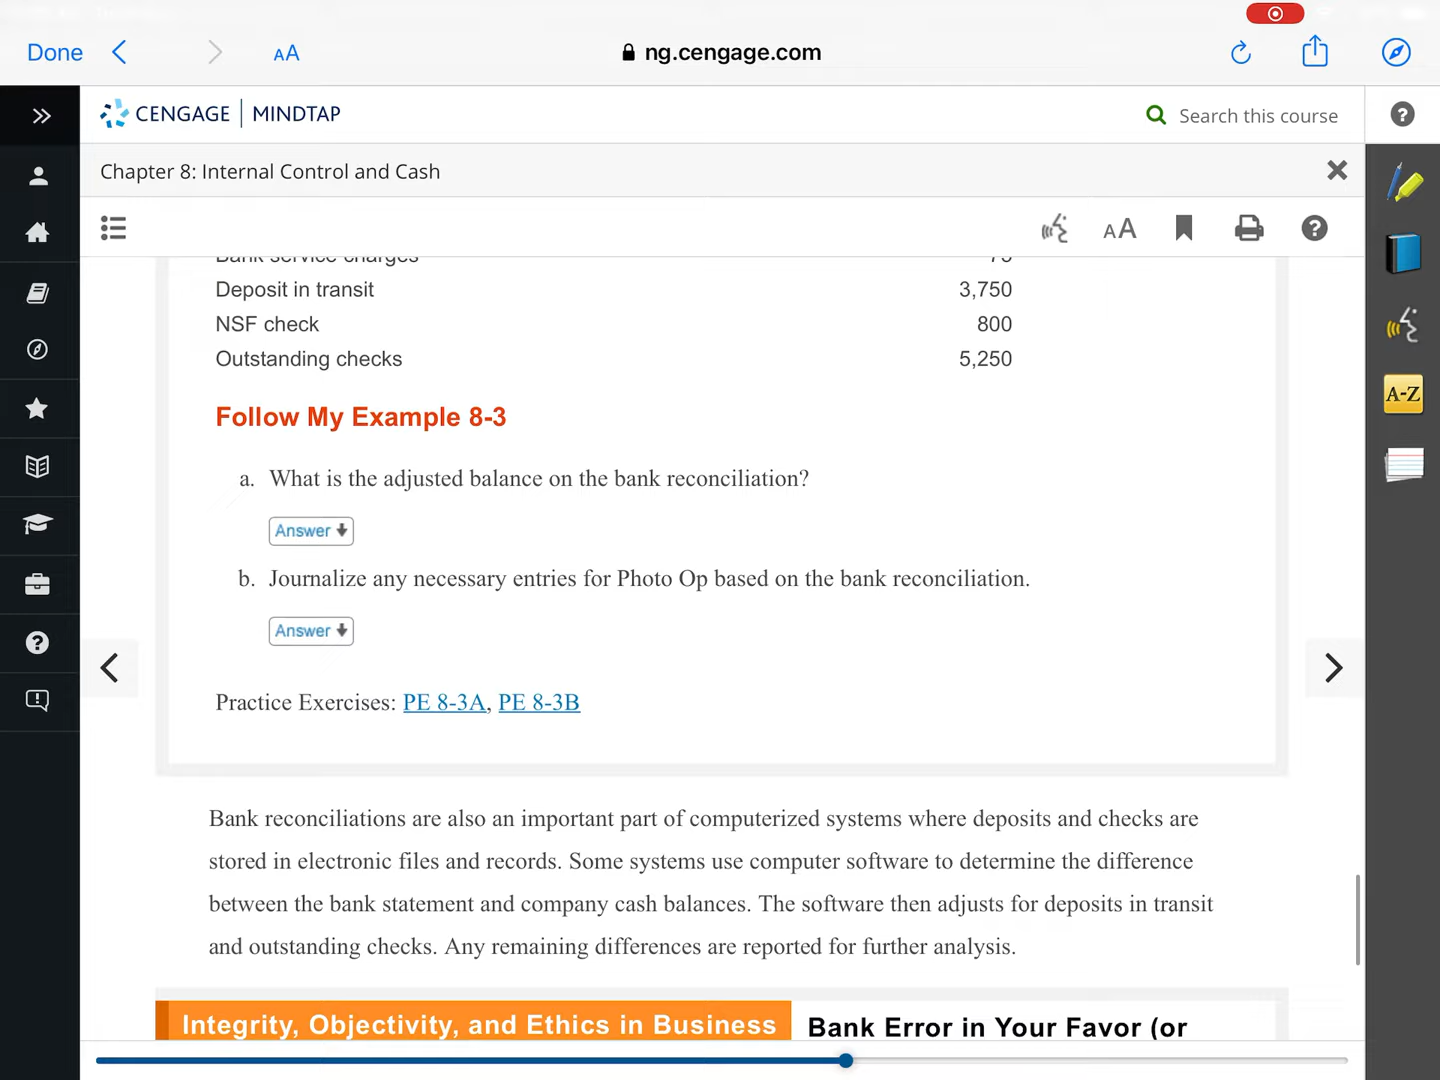 Done
AA
ng.cengage.com
CENGAGE | MINDTAP
Search this course
Chapter 8: Internal Control and Cash
AA
Bank service charges 75
Deposit in transit 3,750
NSF check 800
Outstanding checks 5,250
Follow My Example 8-3
a. What is the adjusted balance on the bank reconciliation?
Answer
b. Journalize any necessary entries for Photo Op based on the bank reconciliation.
Answer
Practice Exercises: PE 8-3A, PE 8-3B
Bank reconciliations are also an important part of computerized systems where deposits and checks are
stored in electronic files and records. Some systems use computer software to determine the difference
between the bank statement and company cash balances. The software then adjusts for deposits in transit
and outstanding checks. Any remaining differences are reported for further analysis.
Integrity, Objectivity, and Ethics in Business Bank Error in Your Favor (or
A-Z